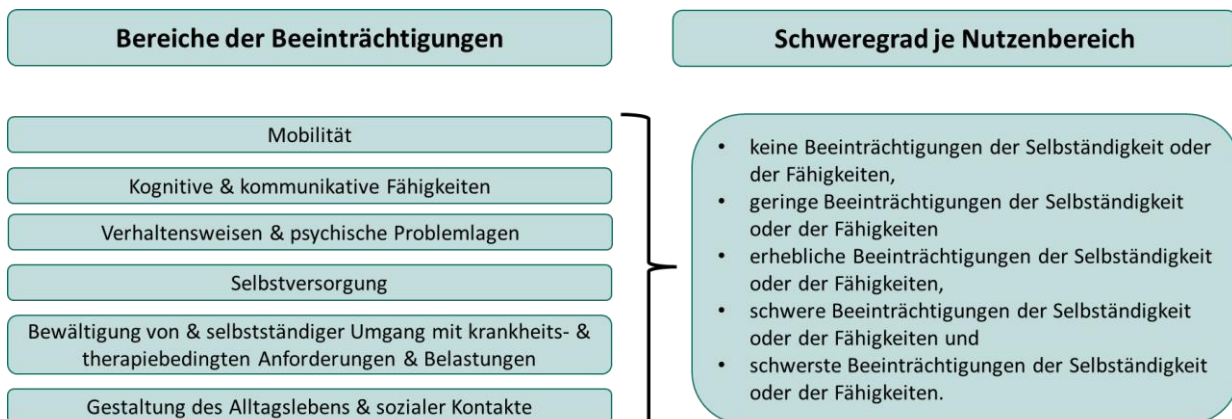 Bereiche der Beeinträchtigungen
Schweregrad je Nutzenbereich
Mobilität
Kognitive & kommunikative Fähigkeiten
Verhaltensweisen & psychische Problemlagen
Selbstversorgung
Bewältigung von & selbstständiger Umgang mit krankheits- &
therapiebedingten Anforderungen & Belastungen
Gestaltung des Alltagslebens & sozialer Kontakte
• keine Beeinträchtigungen der Selbständigkeit oder
der Fähigkeiten,
• geringe Beeinträchtigungen der Selbständigkeit
oder der Fähigkeiten
• erhebliche Beeinträchtigungen der Selbständigkeit
oder der Fähigkeiten,
• schwere Beeinträchtigungen der Selbständigkeit
oder der Fähigkeiten und
• schwerste Beeinträchtigungen der Selbständigkeit
oder der Fähigkeiten.